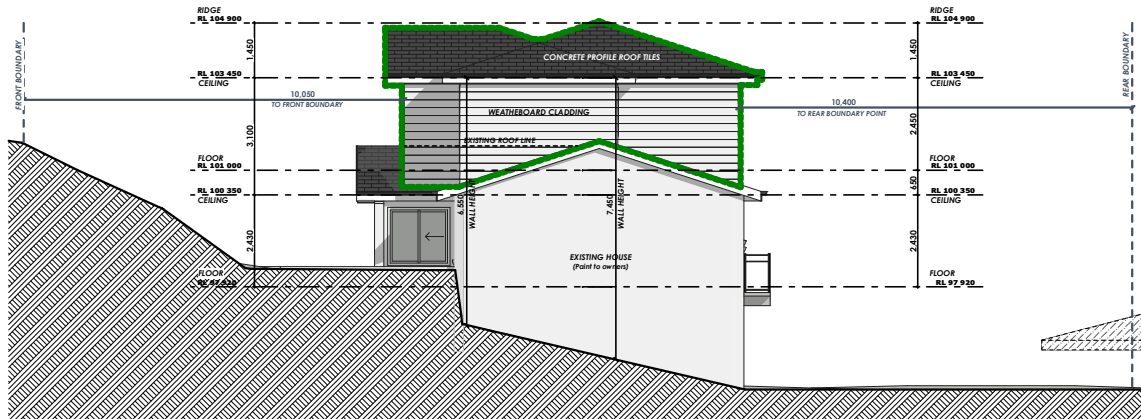 RIDGE
RL 104 900
1.450
RL 103 450
CEILING
FRONT BOUNDARY
10,050
TO FRONT BOUNDARY
3.100
FLOOR
RL 101 000
RL 100 350
CEILING
2.430
FLOOR
RL 97 920
CONCRETE PROFILE ROOF TILES
WEATHEBOARD CLADDING
EXISTING ROOF LINE
6.550
WALL HEIGHT
7.450
WALL HEIGHT
EXISTING HOUSE
(Paint to owners)
RIDGE
RL 104 900
1.450
RL 103 450
CEILING
REAR BOUNDARY
10,400
TO REAR BOUNDARY POINT
2.450
FLOOR
RL 101 000
650
RL 100 350
CEILING
2.430
FLOOR
RL 97 920